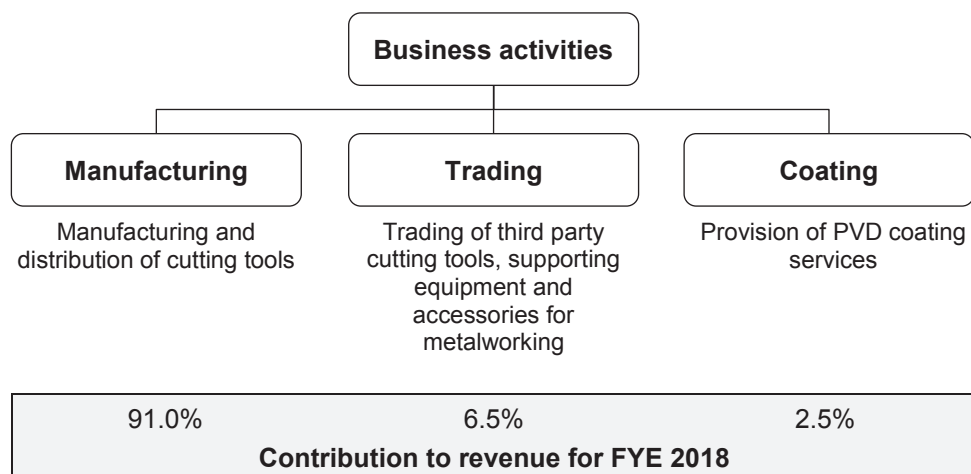 Business activities
Manufacturing
Trading
Coating
Manufacturing and
distribution of cutting tools
Trading of third party
cutting tools, supporting
equipment and
accessories for
metalworking
Provision of PVD coating
services
91.0%
6.5%
2.5%
Contribution to revenue for FYE 2018